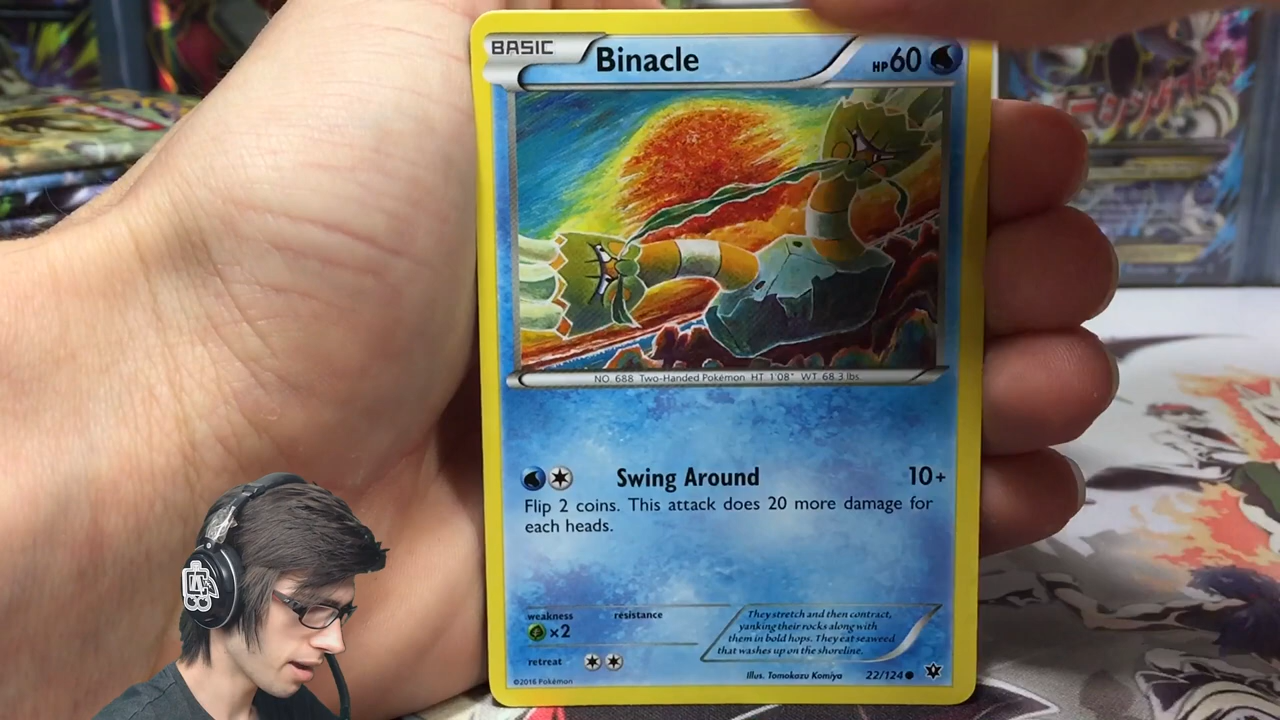 BASIC
Binacle
HP60
NO. 688 Two-Handed Pokémon HT 1'08" WT 68.3 lbs.
Swing Around 10+
Flip 2 coins. This attack does 20 more damage for
each heads.
weakness
resistance
×2
They stretch and then contract,
yanking their rocks along with
them in bold hops. They eat seaweed
that washes up on the shoreline.
retreat
©2016 Pokémon
Illus. Tomokazu Komiya
22/124